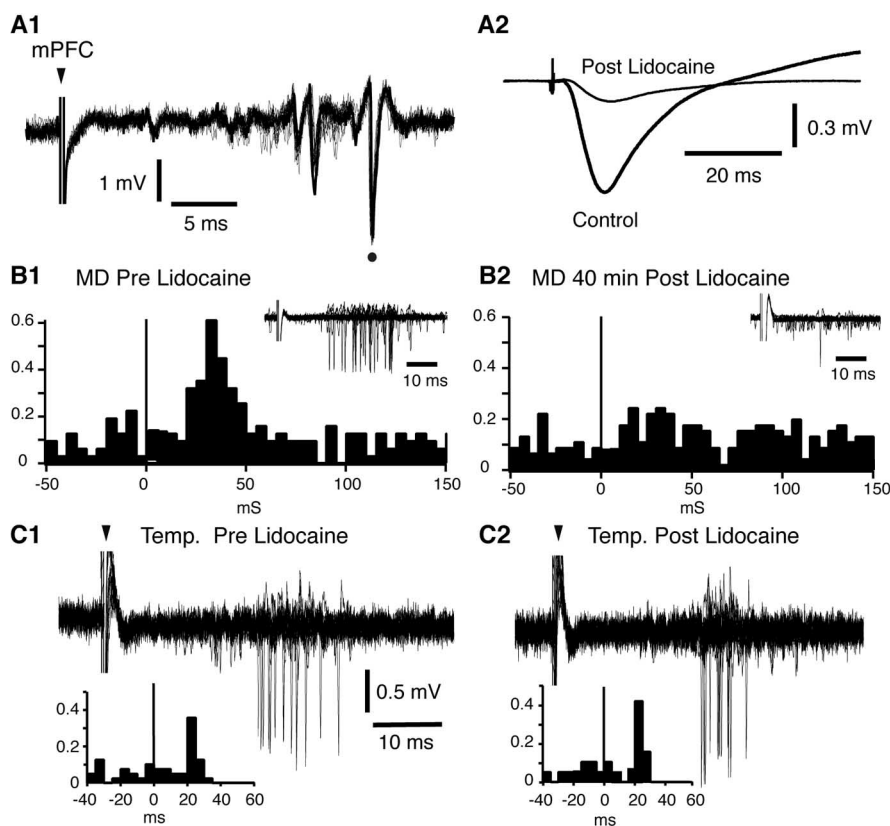 A1
mPFC
1 mV
5 ms
A2
Post Lidocaine
0.3 mV
20 ms
Control
B1 MD Pre Lidocaine
10 ms
0.6
0.4
0.2
0
-50 0 50 100 150
mS
B2 MD 40 min Post Lidocaine
10 ms
0.6
0.4
0.2
0
-50 0 50 100 150
mS
C1 Temp. Pre Lidocaine
0.5 mV
10 ms
0.4
0.2
0
-40 -20 0 20 40 60
ms
C2 Temp. Post Lidocaine
0.4
0.2
0
-40 -20 0 20 40 60
ms